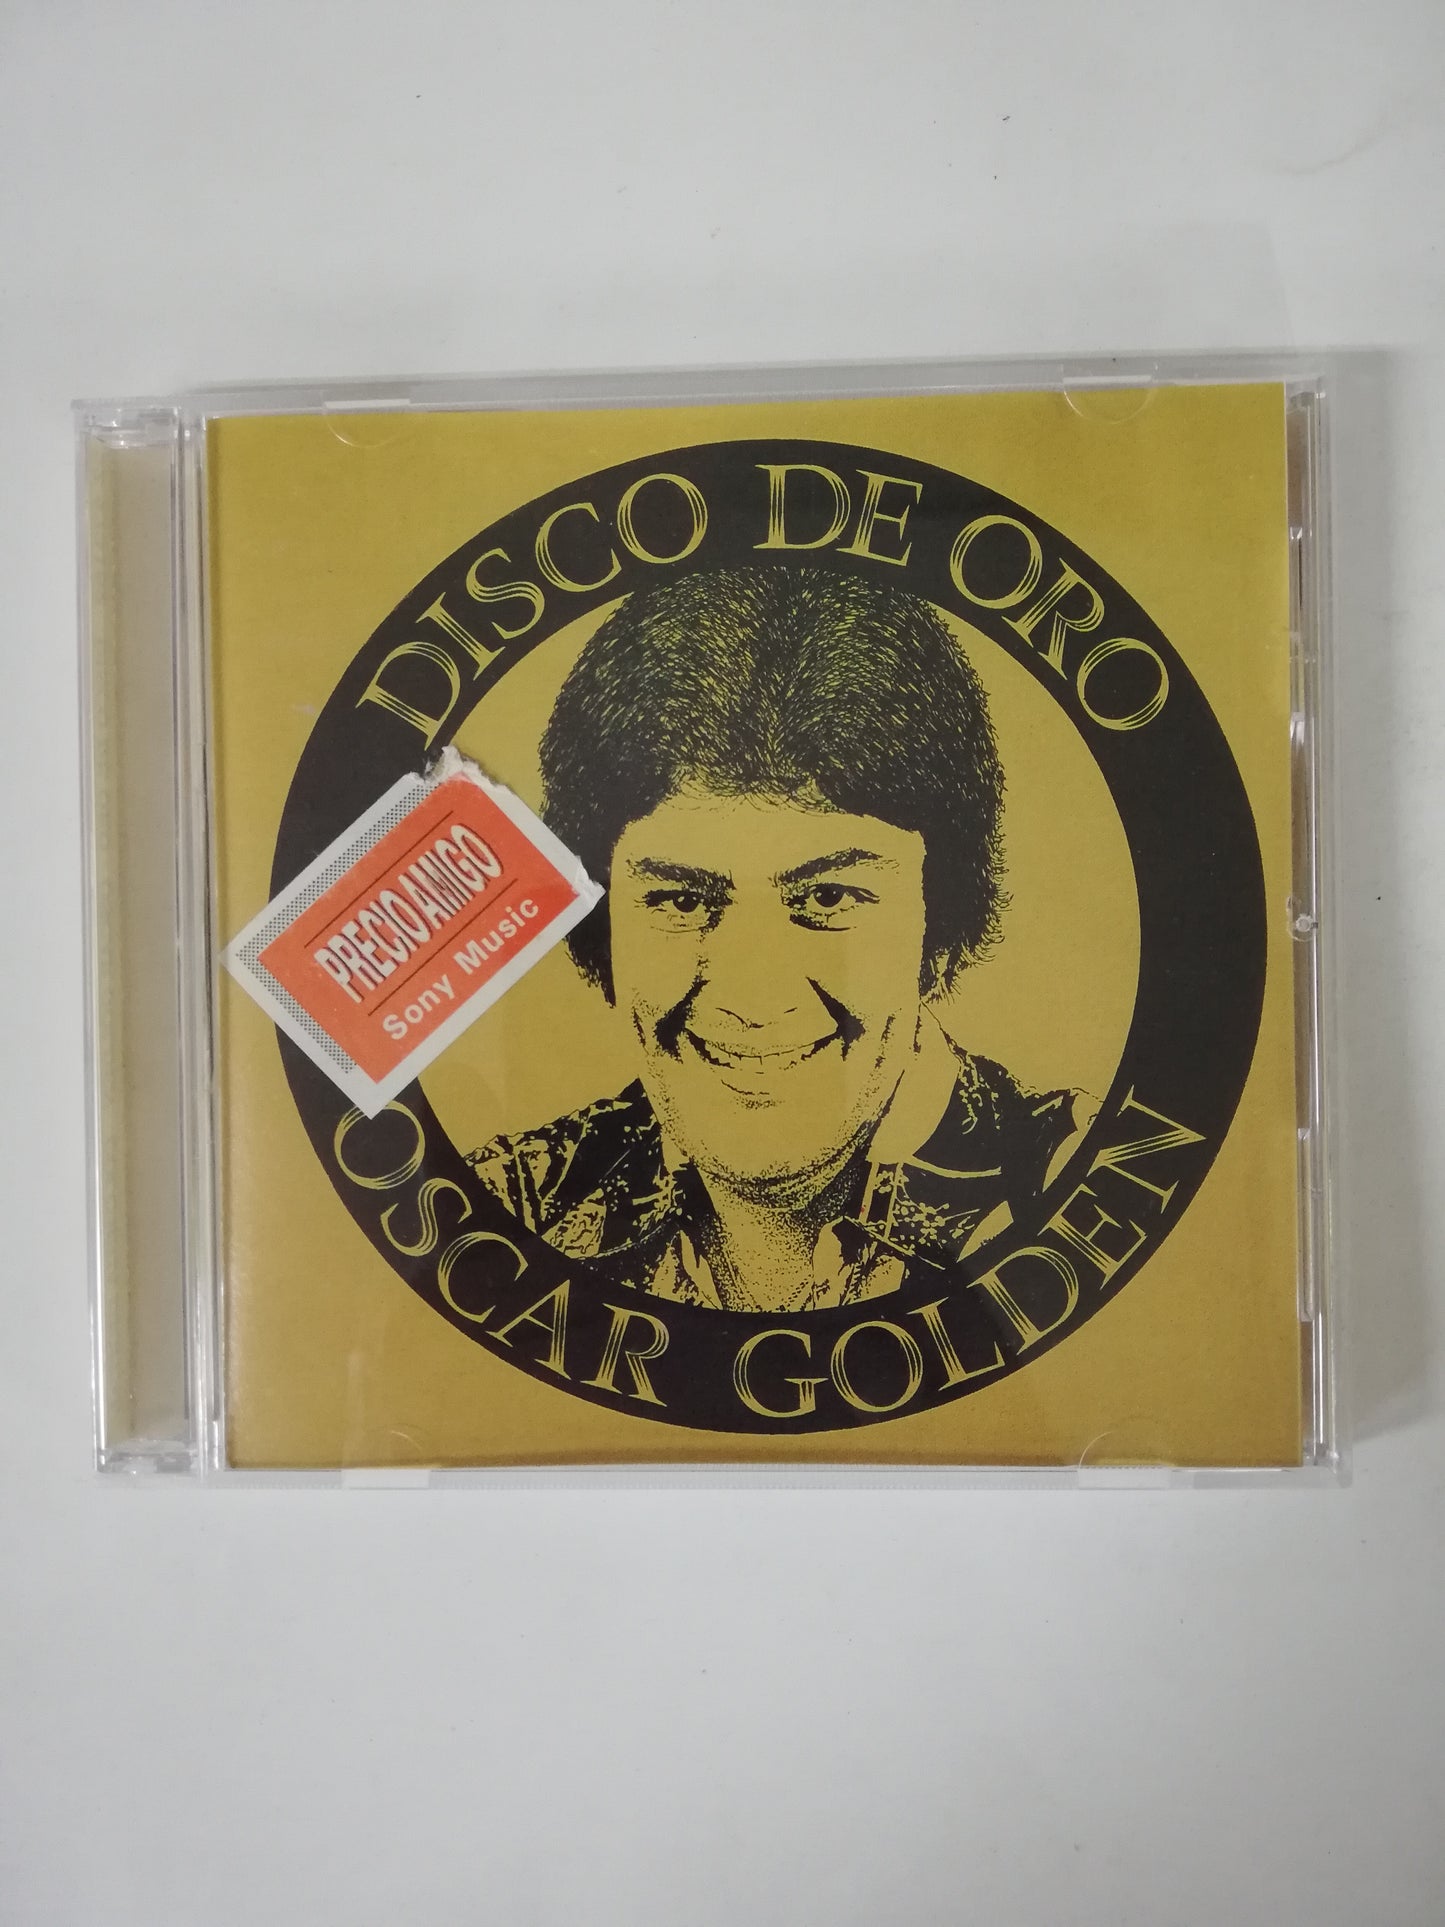 DISCO DE ORO
PRECIO AMIGO
Sony Music
OSCAR GOLDEN